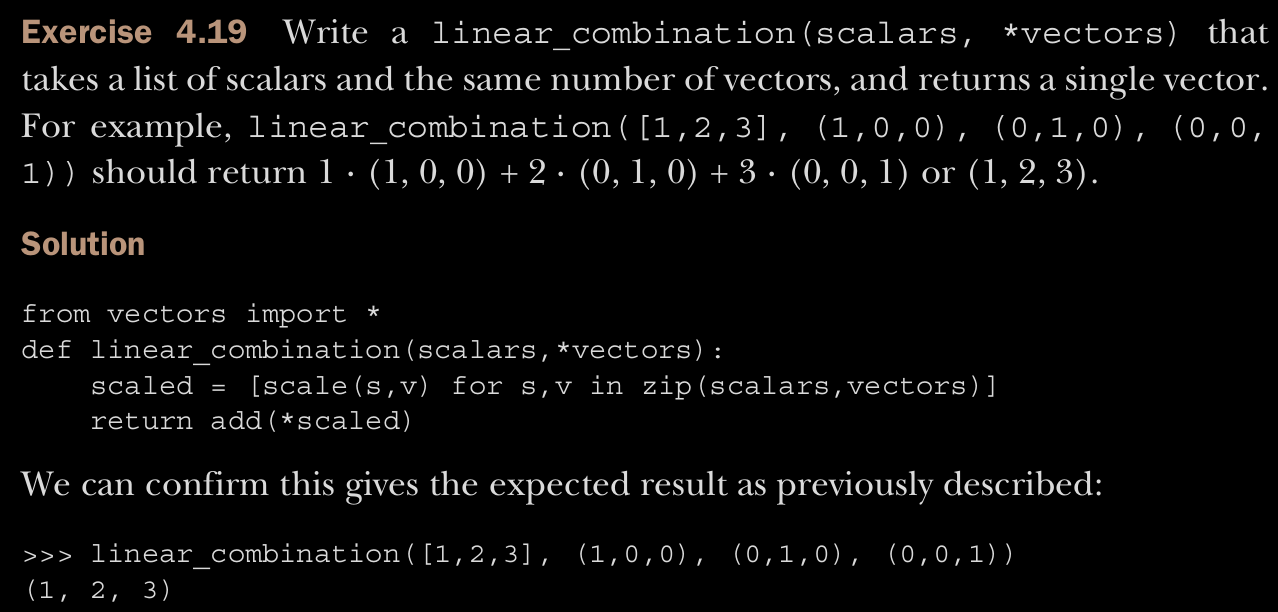 Exercise 4.19 Write a linear_combination(scalars, *vectors) that
takes a list of scalars and the same number of vectors, and returns a single vector.
For example, linear_combination([1,2,3], (1,0,0), (0,1,0), (0,0,
1)) should return 1 · (1, 0, 0) + 2 · (0, 1, 0) + 3 · (0, 0, 1) or (1, 2, 3).
Solution
from vectors import *
def linear_combination(scalars,*vectors):
    scaled = [scale(s,v) for s,v in zip(scalars,vectors)]
    return add(*scaled)
We can confirm this gives the expected result as previously described:
>>> linear_combination([1,2,3], (1,0,0), (0,1,0), (0,0,1))
(1, 2, 3)